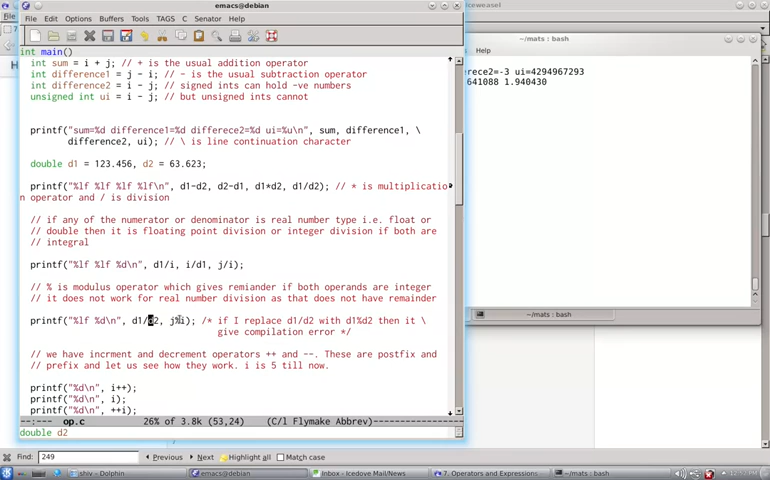 emacs@debian
iceweasel
File Edit Options Buffers Tools TAGS C Senator Help
int main()
int sum = i + j; // + is the usual addition operator
int difference1 = j - i; // - is the usual subtraction operator
int difference2 = i - j; // signed ints can hold -ve numbers
unsigned int ui = i - j; // but unsigned ints cannot
printf("sum=%d difference1=%d differece2=%d ui=%u\n", sum, difference1, \
difference2, ui); // \ is line continuation character
double d1 = 123.456, d2 = 63.623;
printf("%lf %lf %lf %lf\n", d1-d2, d2-d1, d1*d2, d1/d2); // * is multiplicatio
n operator and / is division
// if any of the numerator or denominator is real number type i.e. float or
// double then it is floating point division or integer division if both are
// integral
printf("%lf %lf %d\n", d1/i, i/d1, j/i);
// % is modulus operator which gives remiander if both operands are integer
// it does not work for real number division as that does not have remainder
printf("%lf %d\n", d1/d2, j%i); /* if I replace d1/d2 with d1%d2 then it \
give compilation error */
// we have incrment and decrement operators ++ and --. These are postfix and
// prefix and let us see how they work. i is 5 till now.
printf("%d\n", i++);
printf("%d\n", i);
printf("%d\n", ++i);
-:--- op.c 26% of 3.8k (53,24) (C/l Flymake Abbrev)
double d2
~/mats : bash
Help
erece2=-3 ui=4294967293
641088 1.940430
~/mats : bash
Find: 249 Previous Next Highlight all Match case
shiv - Dolphin emacs@debian Inbox - Icedove Mail/News 7. Operators and Expressions ~/mats : bash